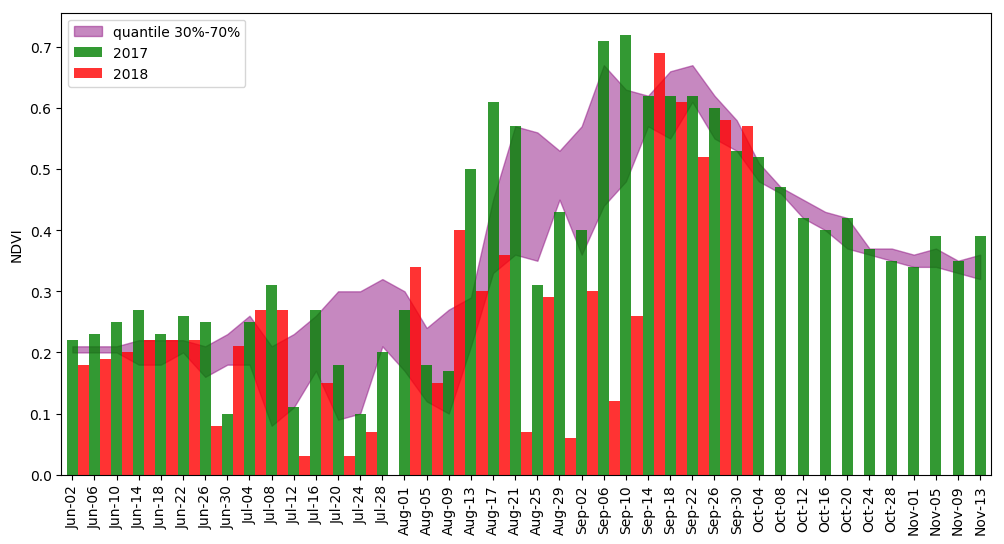 quantile 30%-70%
2017
2018
NDVI
0.7
0.6
0.5
0.4
0.3
0.2
0.1
0.0
Jun-02
Jun-06
Jun-10
Jun-14
Jun-18
Jun-22
Jun-26
Jun-30
Jul-04
Jul-08
Jul-12
Jul-16
Jul-20
Jul-24
Jul-28
Aug-01
Aug-05
Aug-09
Aug-13
Aug-17
Aug-21
Aug-25
Aug-29
Sep-02
Sep-06
Sep-10
Sep-14
Sep-18
Sep-22
Sep-26
Sep-30
Oct-04
Oct-08
Oct-12
Oct-16
Oct-20
Oct-24
Oct-28
Nov-01
Nov-05
Nov-09
Nov-13